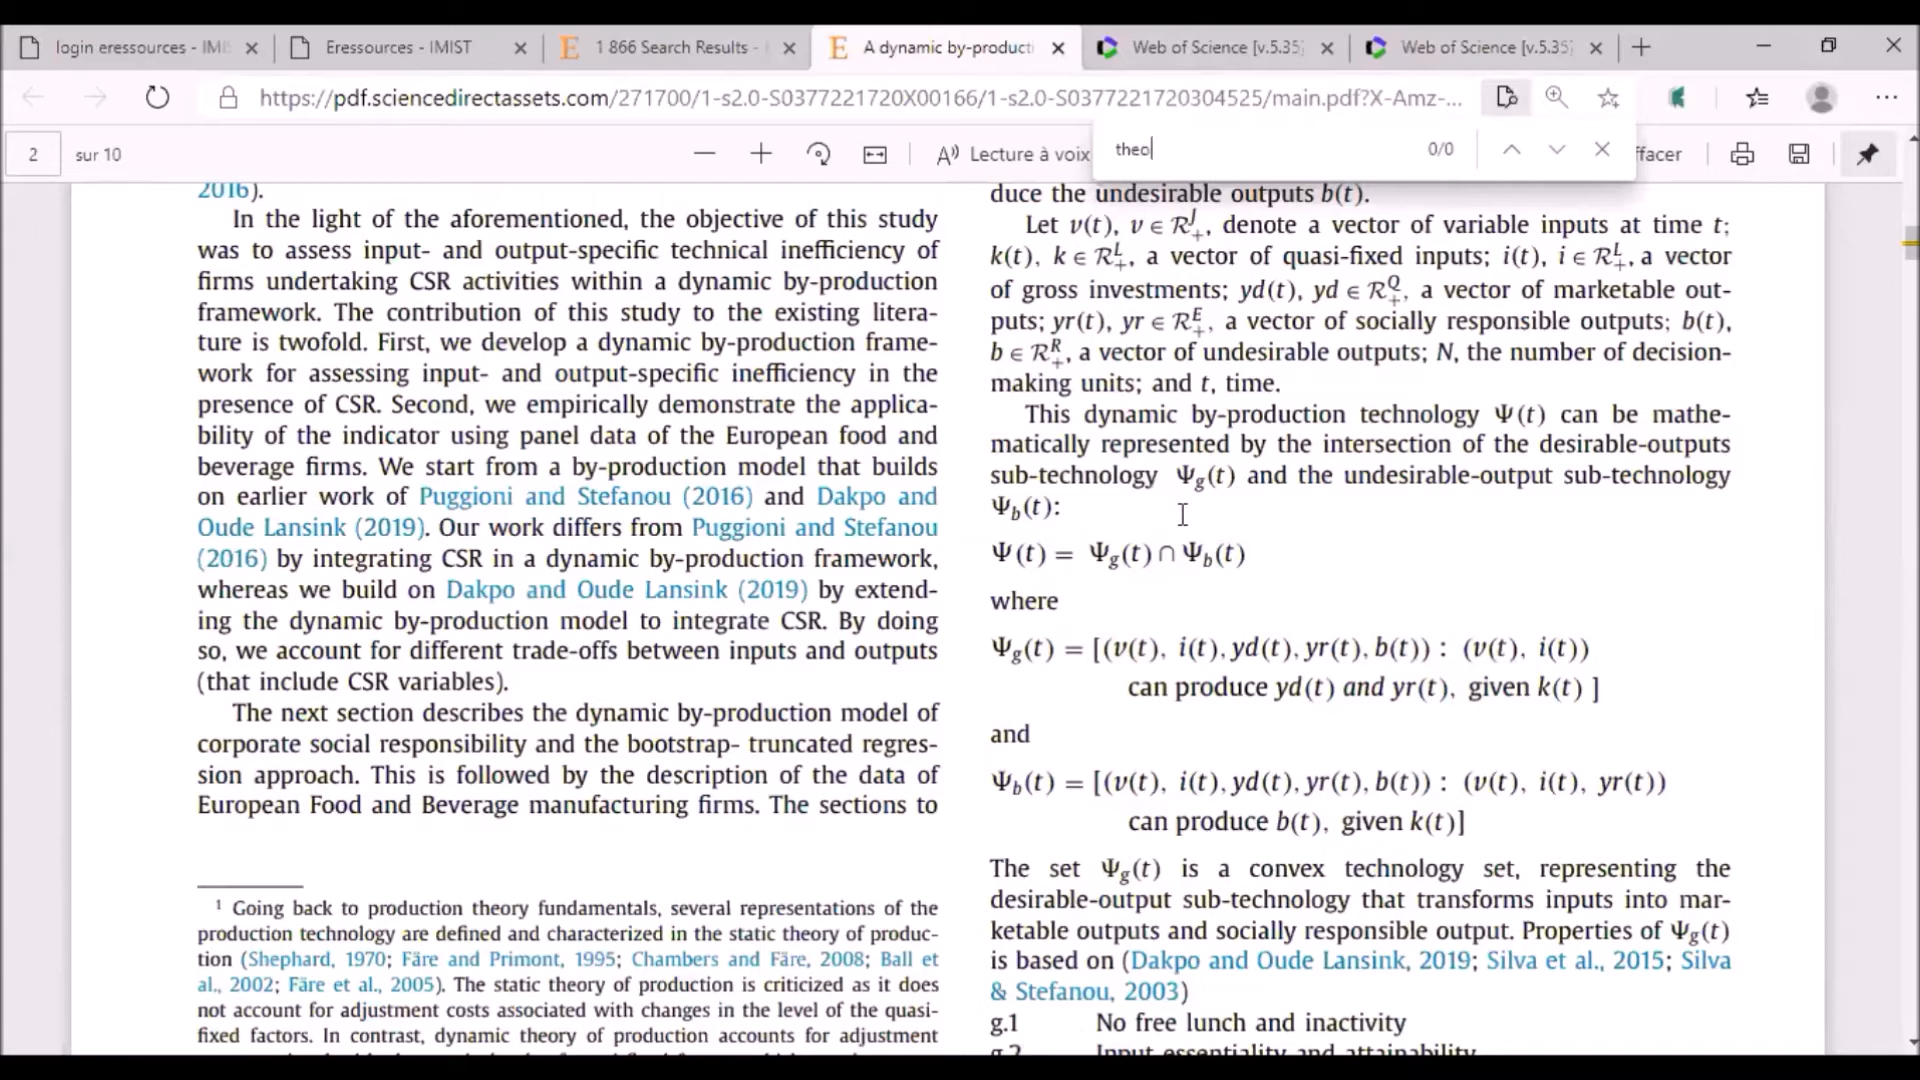 login eressources - IMI
Eressources - IMIST
1 866 Search Results -
A dynamic by-producti
Web of Science [v.5.35]
Web of Science [v.5.35]
https://pdf.sciencedirectassets.com/271700/1-s2.0-S0377221720X00166/1-s2.0-S0377221720304525/main.pdf?X-Amz-...
2 sur 10
Lecture à voix
theo
0/0
ffacer
2016).
In the light of the aforementioned, the objective of this study
was to assess input- and output-specific technical inefficiency of
firms undertaking CSR activities within a dynamic by-production
framework. The contribution of this study to the existing litera-
ture is twofold. First, we develop a dynamic by-production frame-
work for assessing input- and output-specific inefficiency in the
presence of CSR. Second, we empirically demonstrate the applica-
bility of the indicator using panel data of the European food and
beverage firms. We start from a by-production model that builds
on earlier work of Puggioni and Stefanou (2016) and Dakpo and
Oude Lansink (2019). Our work differs from Puggioni and Stefanou
(2016) by integrating CSR in a dynamic by-production framework,
whereas we build on Dakpo and Oude Lansink (2019) by extend-
ing the dynamic by-production model to integrate CSR. By doing
so, we account for different trade-offs between inputs and outputs
(that include CSR variables).
The next section describes the dynamic by-production model of
corporate social responsibility and the bootstrap- truncated regres-
sion approach. This is followed by the description of the data of
European Food and Beverage manufacturing firms. The sections to
1 Going back to production theory fundamentals, several representations of the
production technology are defined and characterized in the static theory of produc-
tion (Shephard, 1970; Färe and Primont, 1995; Chambers and Färe, 2008; Ball et
al., 2002; Färe et al., 2005). The static theory of production is criticized as it does
not account for adjustment costs associated with changes in the level of the quasi-
fixed factors. In contrast, dynamic theory of production accounts for adjustment
duce the undesirable outputs b(t).
Let v(t), v ∈ R^J_+, denote a vector of variable inputs at time t;
k(t), k ∈ R^L_+, a vector of quasi-fixed inputs; i(t), i ∈ R^L_+, a vector
of gross investments; yd(t), yd ∈ R^Q_+, a vector of marketable out-
puts; yr(t), yr ∈ R^E_+, a vector of socially responsible outputs; b(t),
b ∈ R^R_+, a vector of undesirable outputs; N, the number of decision-
making units; and t, time.
This dynamic by-production technology Ψ(t) can be mathe-
matically represented by the intersection of the desirable-outputs
sub-technology Ψg(t) and the undesirable-output sub-technology
Ψb(t):
Ψ(t) = Ψg(t) ∩ Ψb(t)
where
Ψg(t) = [(v(t), i(t), yd(t), yr(t), b(t)) : (v(t), i(t))
can produce yd(t) and yr(t), given k(t) ]
and
Ψb(t) = [(v(t), i(t), yd(t), yr(t), b(t)) : (v(t), i(t), yr(t))
can produce b(t), given k(t)]
The set Ψg(t) is a convex technology set, representing the
desirable-output sub-technology that transforms inputs into mar-
ketable outputs and socially responsible output. Properties of Ψg(t)
is based on (Dakpo and Oude Lansink, 2019; Silva et al., 2015; Silva
& Stefanou, 2003)
g.1 No free lunch and inactivity
g.2 Input essentiality and attainability